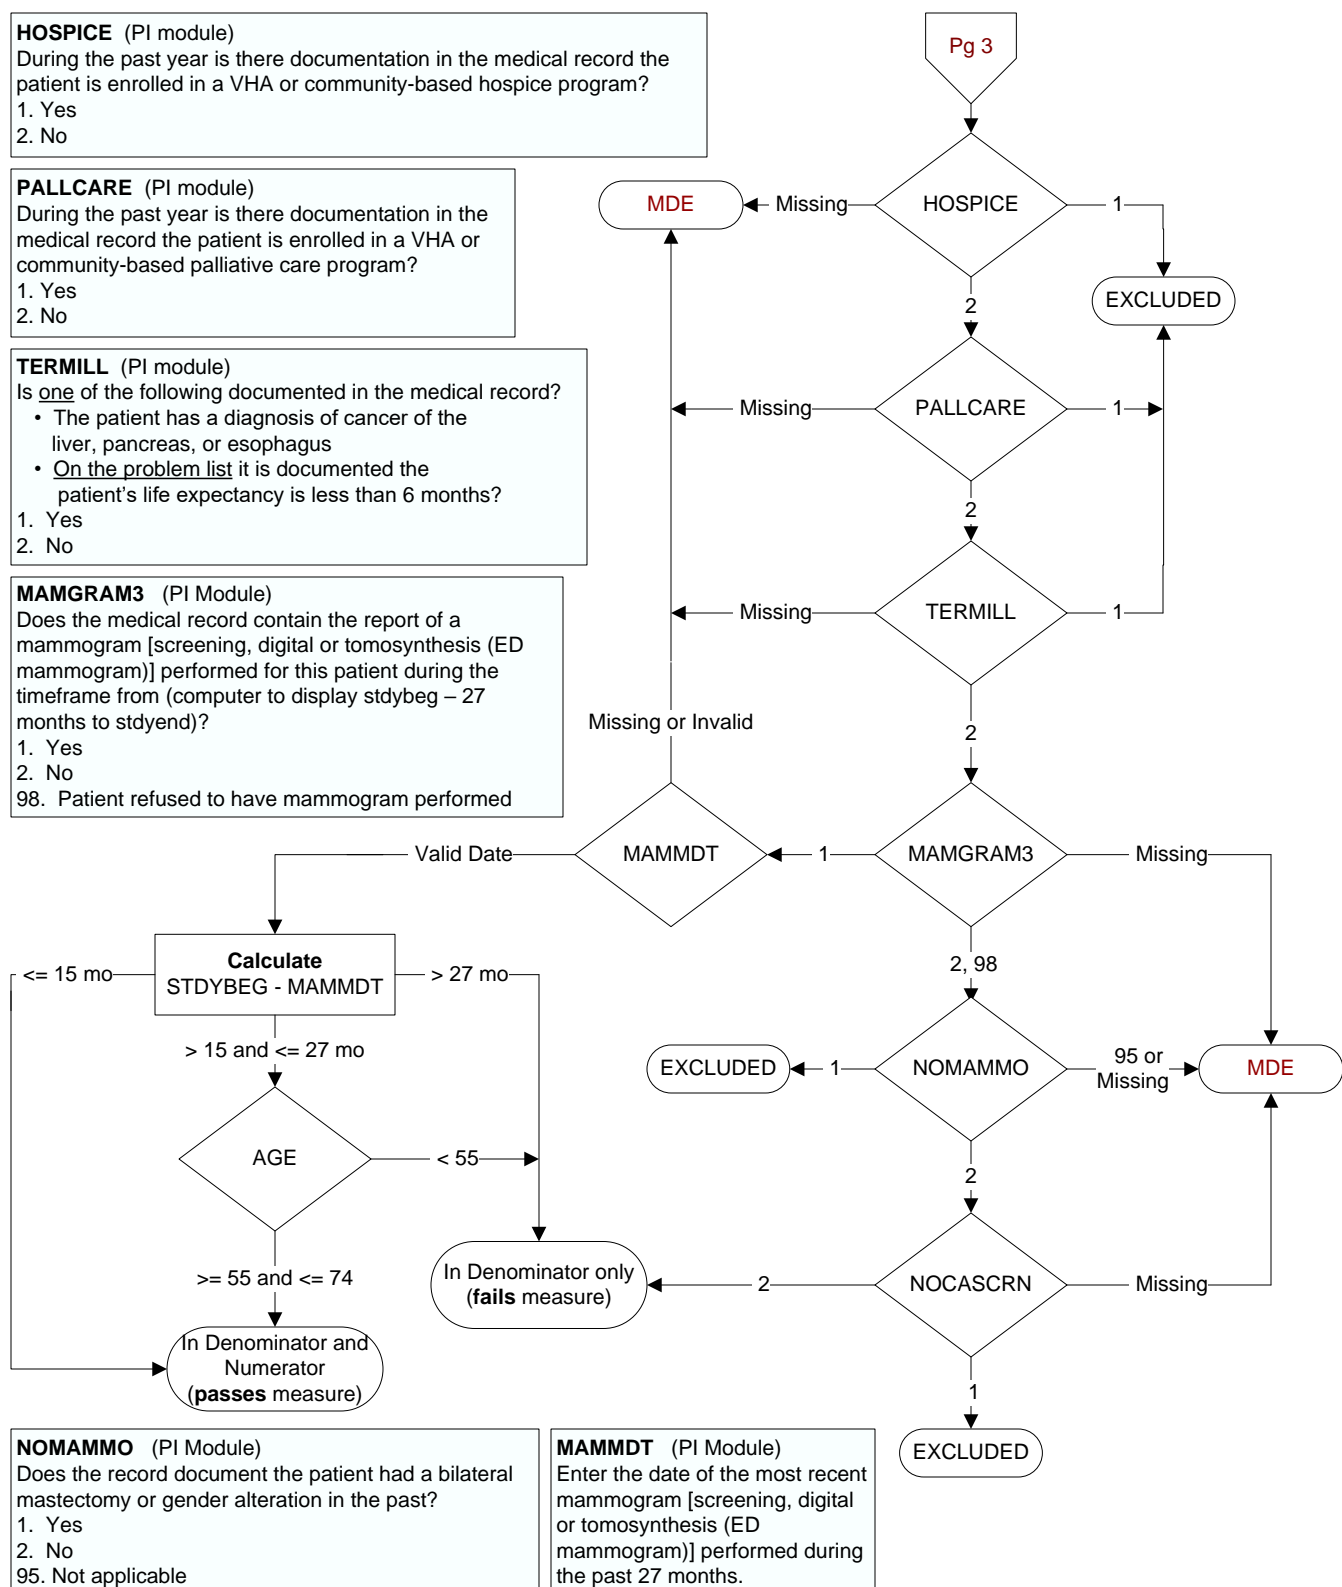 HOSPICE (PI module)
During the past year is there documentation in the medical record the
patient is enrolled in a VHA or community-based hospice program?
1. Yes
2. No
PALLCARE (PI module)
During the past year is there documentation in the
medical record the patient is enrolled in a VHA or
community-based palliative care program?
1. Yes
2. No
TERMILL (PI module)
Is one of the following documented in the medical record?
• The patient has a diagnosis of cancer of the
liver, pancreas, or esophagus
• On the problem list it is documented the
patient's life expectancy is less than 6 months?
1. Yes
2. No
MAMGRAM3 (PI Module)
Does the medical record contain the report of a
mammogram [screening, digital or tomosynthesis (ED
mammogram)] performed for this patient during the
timeframe from (computer to display stdybeg – 27
months to stdyend)?
1. Yes
2. No
98. Patient refused to have mammogram performed
Pg 3
HOSPICE
Missing
MDE
1
EXCLUDED
2
PALLCARE
Missing
1
2
TERMILL
Missing
1
2
Missing or Invalid
MAMGRAM3
1
MAMMDT
Valid Date
Missing
Calculate
STDYBEG - MAMMDT
<= 15 mo
> 27 mo
> 15 and <= 27 mo
2, 98
NOMAMMO
1
EXCLUDED
95 or
Missing
MDE
AGE
< 55
2
>= 55 and <= 74
In Denominator only
(fails measure)
2
NOCASCRN
Missing
In Denominator and
Numerator
(passes measure)
1
EXCLUDED
NOMAMMO (PI Module)
Does the record document the patient had a bilateral
mastectomy or gender alteration in the past?
1. Yes
2. No
95. Not applicable
MAMMDT (PI Module)
Enter the date of the most recent
mammogram [screening, digital
or tomosynthesis (ED
mammogram)] performed during
the past 27 months.